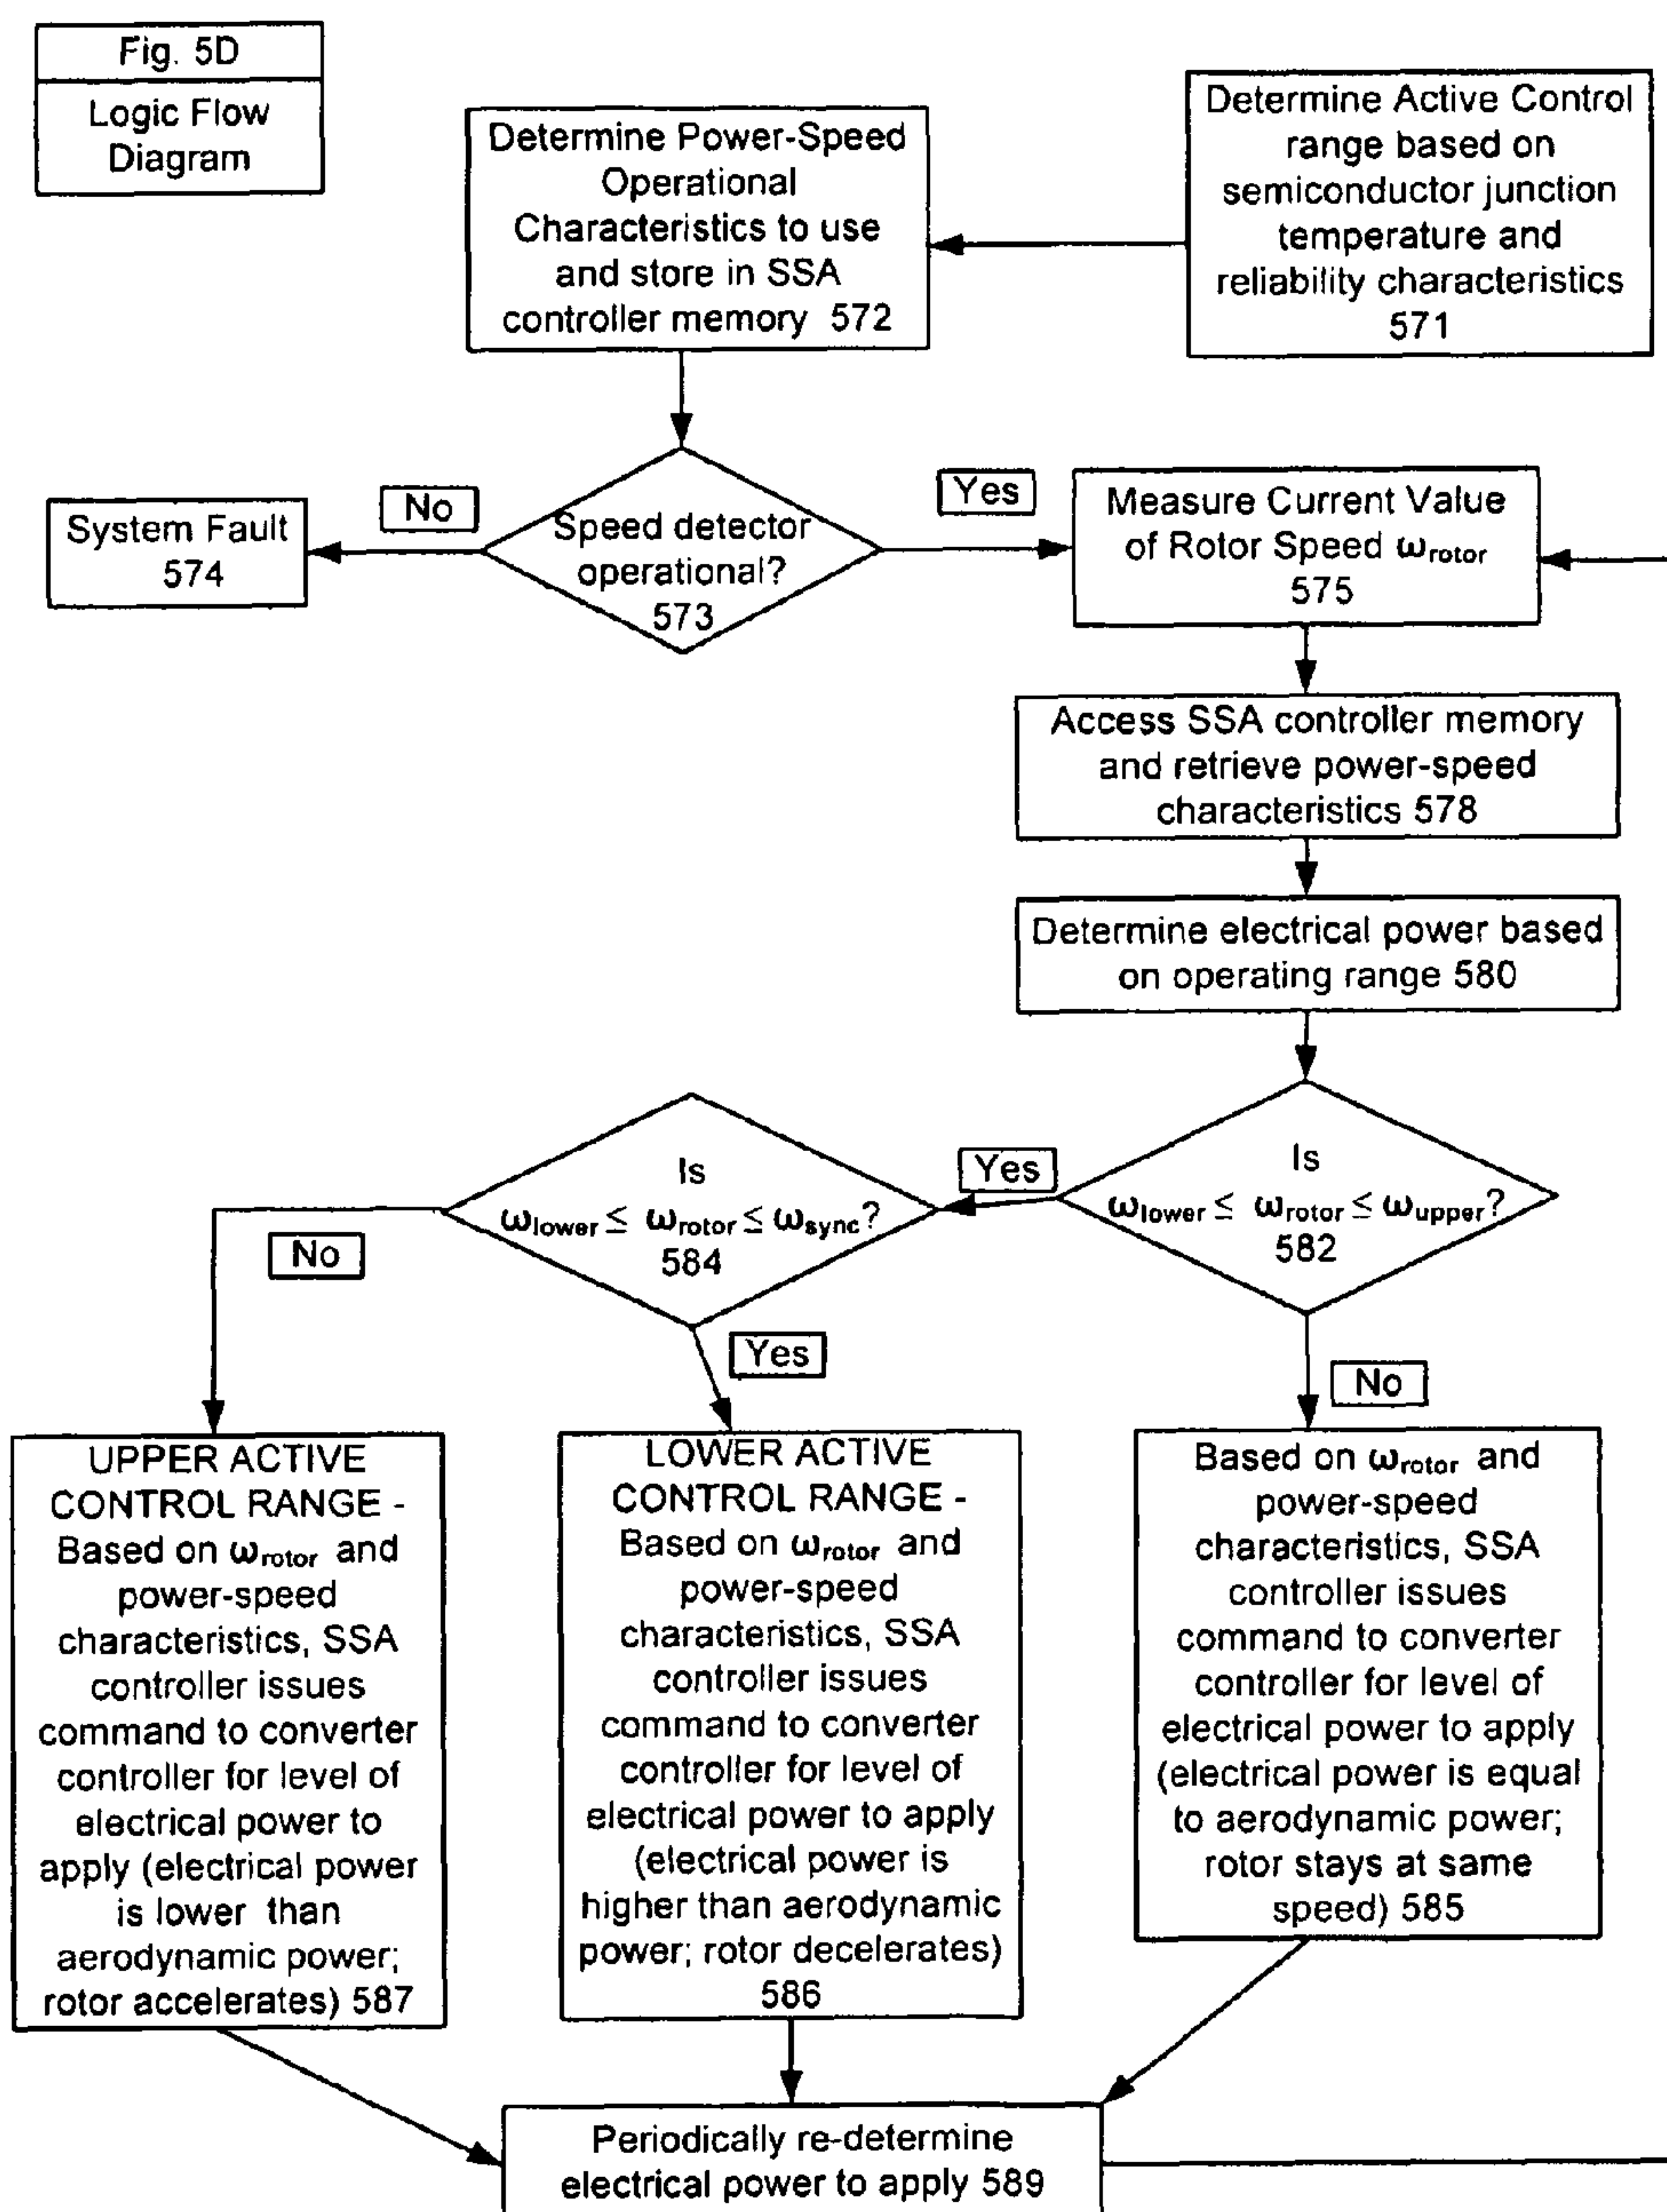 Fig. 5D
Logic Flow
Diagram
Determine Active Control
range based on
semiconductor junction
temperature and
reliability characteristics
571
Determine Power-Speed
Operational
Characteristics to use
and store in SSA
controller memory 572
Speed detector
operational?
573
No
System Fault
574
Yes
Measure Current Value
of Rotor Speed ωrotor
575
Access SSA controller memory
and retrieve power-speed
characteristics 578
Determine electrical power based
on operating range 580
Is
ωlower ≤ ωrotor ≤ ωupper?
582
Yes
Is
ωlower ≤ ωrotor ≤ ωsync?
584
No
Yes
No
UPPER ACTIVE
CONTROL RANGE -
Based on ωrotor and
power-speed
characteristics, SSA
controller issues
command to converter
controller for level of
electrical power to
apply (electrical power
is lower than
aerodynamic power;
rotor accelerates) 587
LOWER ACTIVE
CONTROL RANGE -
Based on ωrotor and
power-speed
characteristics, SSA
controller issues
command to converter
controller for level of
electrical power to apply
(electrical power is
higher than aerodynamic
power; rotor decelerates)
586
Based on ωrotor and
power-speed
characteristics, SSA
controller issues
command to converter
controller for level of
electrical power to apply
(electrical power is equal
to aerodynamic power;
rotor stays at same
speed) 585
Periodically re-determine
electrical power to apply 589